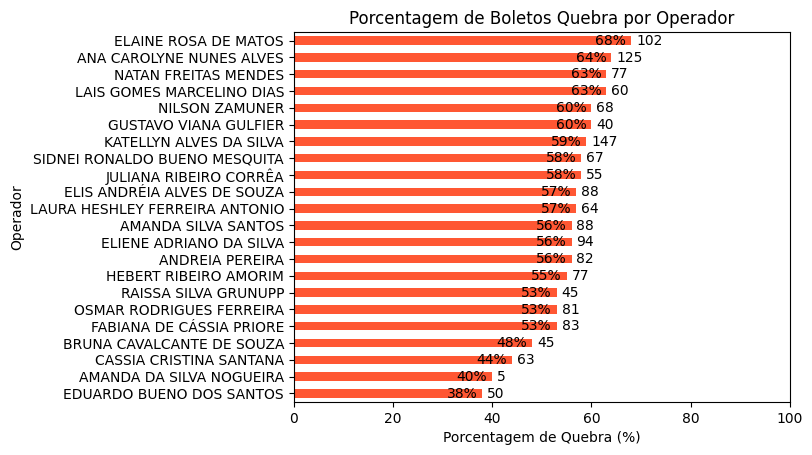 Porcentagem de Boletos Quebra por Operador
ELAINE ROSA DE MATOS 68% 102
ANA CAROLYNE NUNES ALVES 64% 125
NATAN FREITAS MENDES 63% 77
LAIS GOMES MARCELINO DIAS 63% 60
NILSON ZAMUNER 60% 68
GUSTAVO VIANA GULFIER 60% 40
KATELLYN ALVES DA SILVA 59% 147
SIDNEI RONALDO BUENO MESQUITA 58% 67
JULIANA RIBEIRO CORRÊA 58% 55
ELIS ANDRÉIA ALVES DE SOUZA 57% 88
LAURA HESHLEY FERREIRA ANTONIO 57% 64
AMANDA SILVA SANTOS 56% 88
ELIENE ADRIANO DA SILVA 56% 94
ANDREIA PEREIRA 56% 82
HEBERT RIBEIRO AMORIM 55% 77
RAISSA SILVA GRUNUPP 53% 45
OSMAR RODRIGUES FERREIRA 53% 81
FABIANA DE CÁSSIA PRIORE 53% 83
BRUNA CAVALCANTE DE SOUZA 48% 45
CASSIA CRISTINA SANTANA 44% 63
AMANDA DA SILVA NOGUEIRA 40% 5
EDUARDO BUENO DOS SANTOS 38% 50
Operador
0 20 40 60 80 100
Porcentagem de Quebra (%)